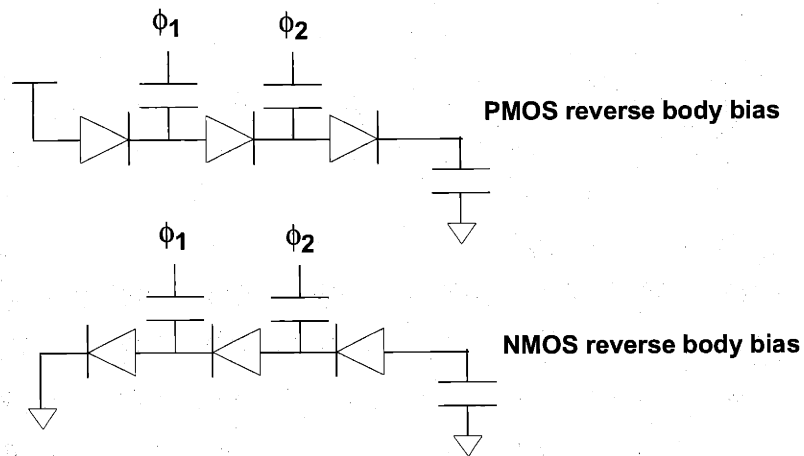 ϕ1 ϕ2
PMOS reverse body bias
ϕ1 ϕ2
NMOS reverse body bias